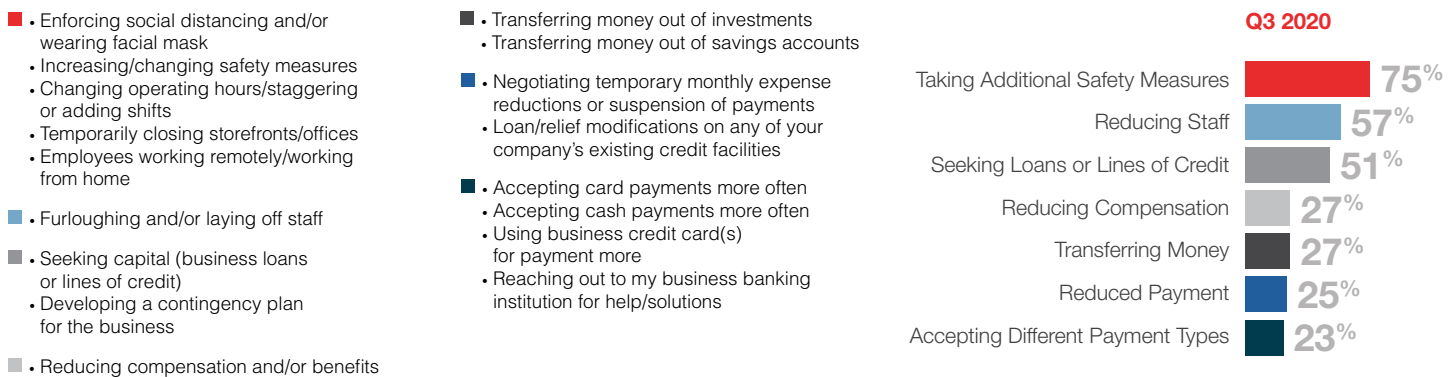 • Enforcing social distancing and/or
wearing facial mask
• Increasing/changing safety measures
• Changing operating hours/staggering
or adding shifts
• Temporarily closing storefronts/offices
• Employees working remotely/working
from home
• Furloughing and/or laying off staff
• Seeking capital (business loans
or lines of credit)
• Developing a contingency plan
for the business
• Reducing compensation and/or benefits
• Transferring money out of investments
• Transferring money out of savings accounts
• Negotiating temporary monthly expense
reductions or suspension of payments
• Loan/relief modifications on any of your
company's existing credit facilities
• Accepting card payments more often
• Accepting cash payments more often
• Using business credit card(s)
for payment more
• Reaching out to my business banking
institution for help/solutions
Q3 2020
Taking Additional Safety Measures 75%
Reducing Staff 57%
Seeking Loans or Lines of Credit 51%
Reducing Compensation 27%
Transferring Money 27%
Reduced Payment 25%
Accepting Different Payment Types 23%